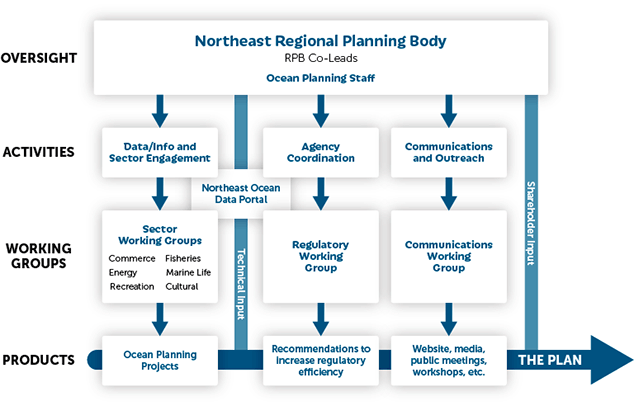 Northeast Regional Planning Body
OVERSIGHT
RPB Co-Leads
Ocean Planning Staff
ACTIVITIES
Data/Info and
Sector Engagement
Agency
Coordination
Communications
and Outreach
Northeast Ocean
Data Portal
Shareholder Input
WORKING
GROUPS
Sector
Working Groups
Commerce Fisheries
Energy Marine Life
Recreation Cultural
Technical Input
Regulatory
Working
Group
Communications
Working
Group
PRODUCTS
Ocean Planning
Projects
Recommendations to
increase regulatory
efficiency
Website, media,
public meetings,
workshops, etc.
THE PLAN